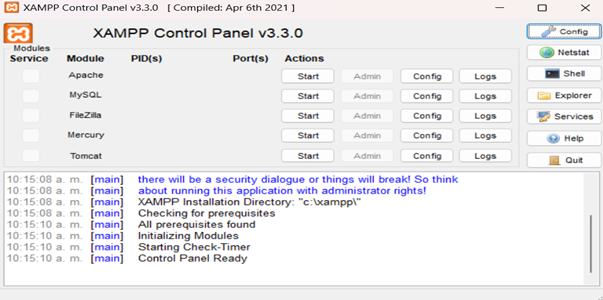 XAMPP Control Panel v3.3.0 [ Compiled: Apr 6th 2021 ]
XAMPP Control Panel v3.3.0
Config
Modules
Service Module PID(s) Port(s) Actions
Netstat
Apache Start Admin Config Logs
Shell
MySQL Start Admin Config Logs
Explorer
FileZilla Start Admin Config Logs
Services
Mercury Start Admin Config Logs
Help
Tomcat Start Admin Config Logs
Quit
10:15:08 a. m. [main] there will be a security dialogue or things will break! So think
10:15:08 a. m. [main] about running this application with administrator rights!
10:15:08 a. m. [main] XAMPP Installation Directory: "c:\xampp\"
10:15:08 a. m. [main] Checking for prerequisites
10:15:10 a. m. [main] All prerequisites found
10:15:10 a. m. [main] Initializing Modules
10:15:10 a. m. [main] Starting Check-Timer
10:15:10 a. m. [main] Control Panel Ready